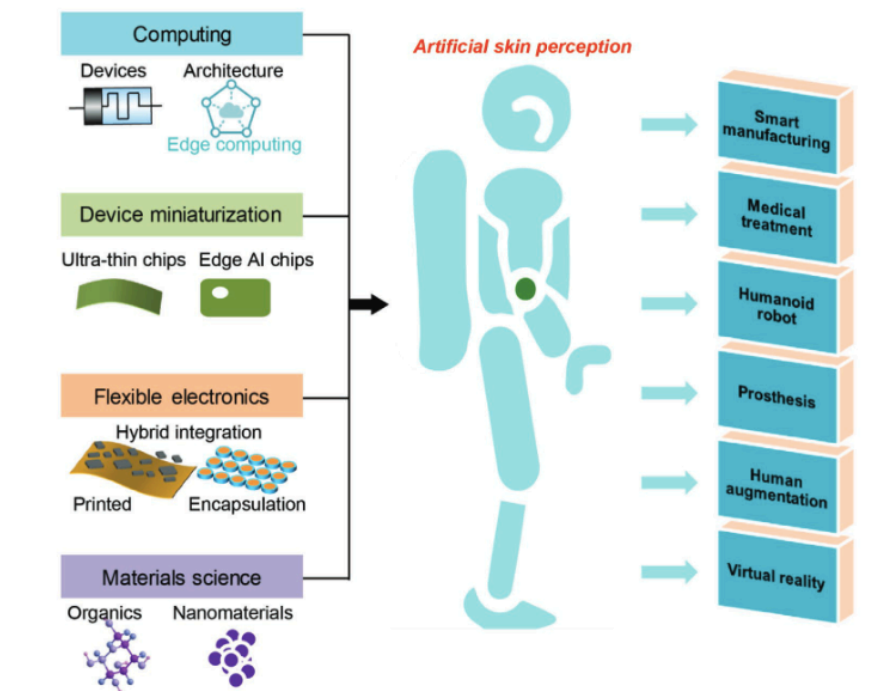 Computing
Devices
Architecture
Edge computing
Device miniaturization
Ultra-thin chips
Edge AI chips
Flexible electronics
Hybrid integration
Printed
Encapsulation
Materials science
Organics
Nanomaterials
Artificial skin perception
Smart
manufacturing
Medical
treatment
Humanoid
robot
Prosthesis
Human
augmentation
Virtual reality